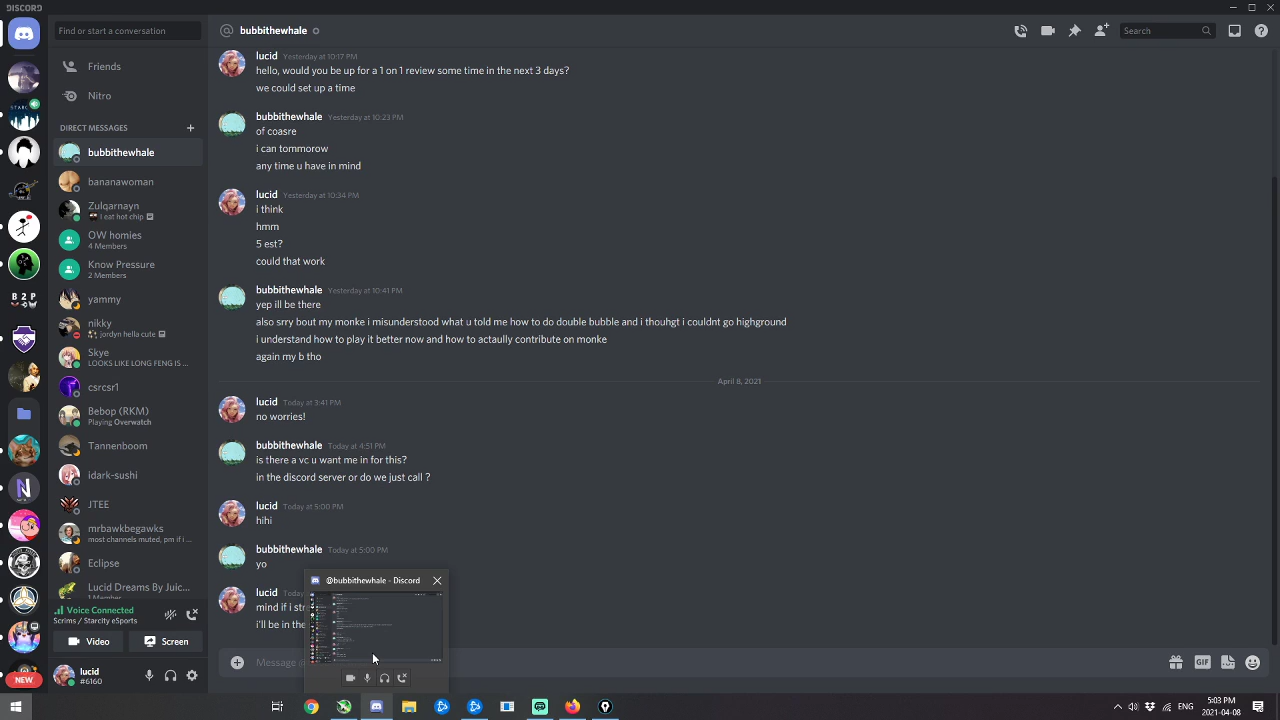 DISCORD
Find or start a conversation
@ bubbithewhale
Search
Friends
Nitro
DIRECT MESSAGES
bubbithewhale
bananawoman
Zulqarnayn
I eat hot chip
OW homies
4 Members
Know Pressure
2 Members
yammy
nikky
jordyn hella cute
Skye
LOOKS LIKE LONG FENG IS ...
csrcsr1
Bebop (RKM)
Playing Overwatch
Tannenboom
idark-sushi
JTEE
mrbawkbegawks
most channels muted, pm if i ...
Eclipse
Lucid Dreams By Juic...
1 Member
Voice Connected
Scrims / Starcity eSports
Video
Screen
lucid
#6160
NEW
B 2 P
STARC
lucid Yesterday at 10:17 PM
hello, would you be up for a 1 on 1 review some time in the next 3 days?
we could set up a time
bubbithewhale Yesterday at 10:23 PM
of coasre
i can tommorow
any time u have in mind
lucid Yesterday at 10:34 PM
i think
hmm
5 est?
could that work
bubbithewhale Yesterday at 10:41 PM
yep ill be there
also srry bout my monke i misunderstood what u told me how to do double bubble and i thouhgt i couldnt go highground
i understand how to play it better now and how to actaully contribute on monke
again my b tho
April 8, 2021
lucid Today at 3:41 PM
no worries!
bubbithewhale Today at 4:51 PM
is there a vc u want me in for this?
in the discord server or do we just call ?
lucid Today at 5:00 PM
hihi
bubbithewhale Today at 5:00 PM
yo
lucid Today
mind if i str
i'll be in the
@bubbithewhale - Discord
Message @
GIF
ENG
5:03 PM
2021-04-08